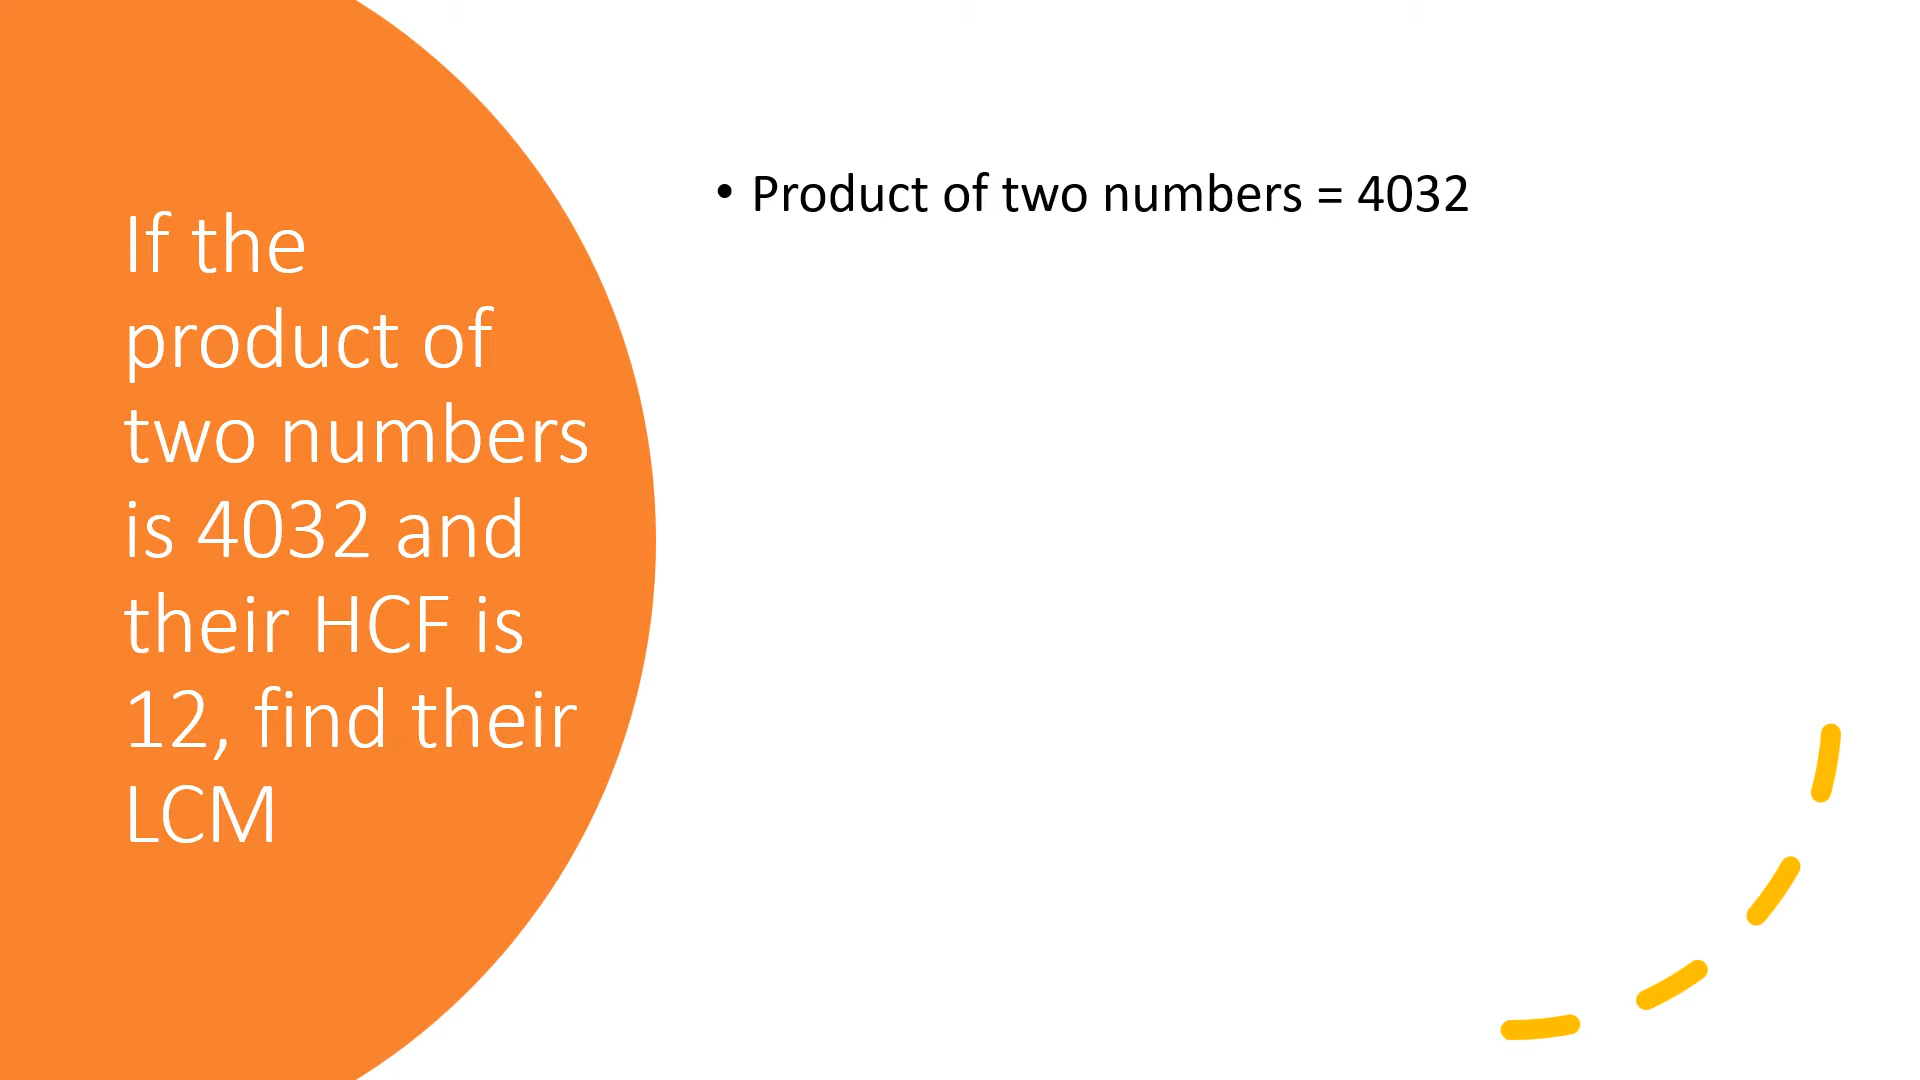 If the
product of
two numbers
is 4032 and
their HCF is
12, find their
LCM
• Product of two numbers = 4032